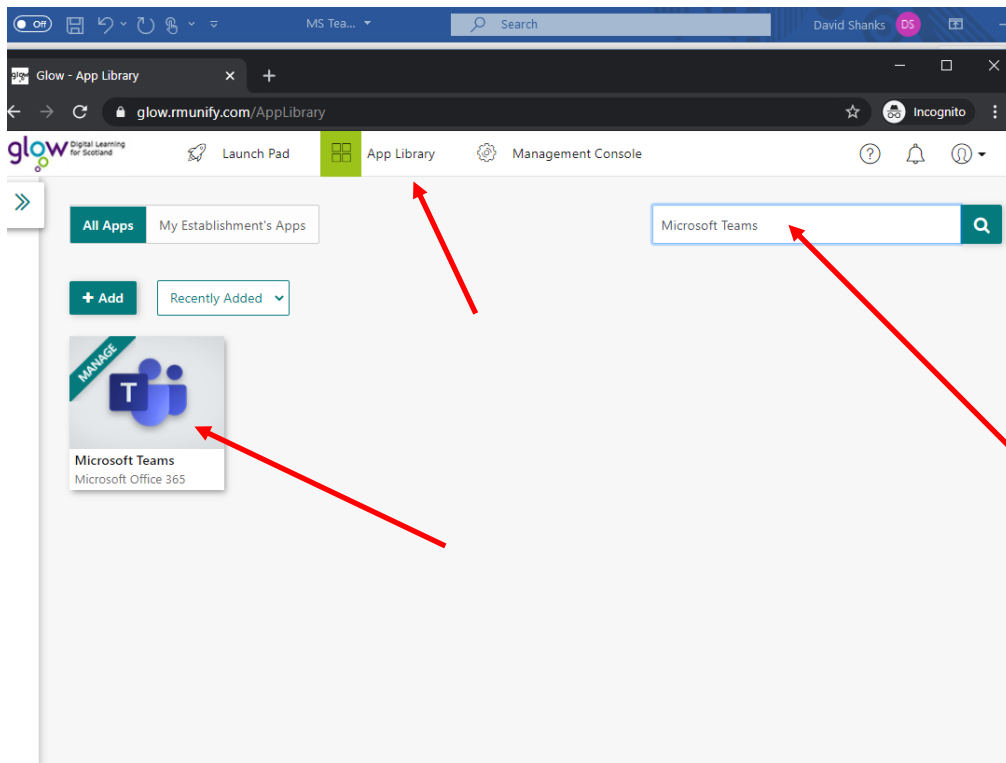 Off MS Tea... Search David Shanks DS
Glow - App Library
glow.rmunify.com/AppLibrary Incognito
glow Digital Learning for Scotland Launch Pad App Library Management Console
All Apps My Establishment's Apps Microsoft Teams
+ Add Recently Added
MANAGE
T
Microsoft Teams
Microsoft Office 365